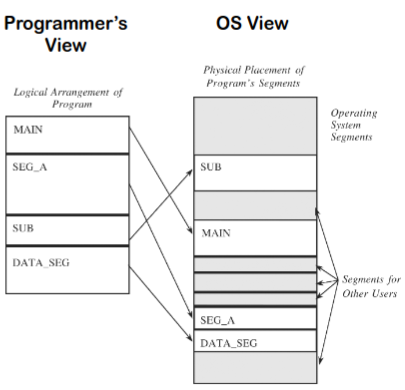 Programmer's
View
Logical Arrangement of
Program
MAIN
SEG_A
SUB
DATA_SEG
OS View
Physical Placement of
Program's Segments
Operating
System
Segments
SUB
MAIN
Segments for
Other Users
SEG_A
DATA_SEG